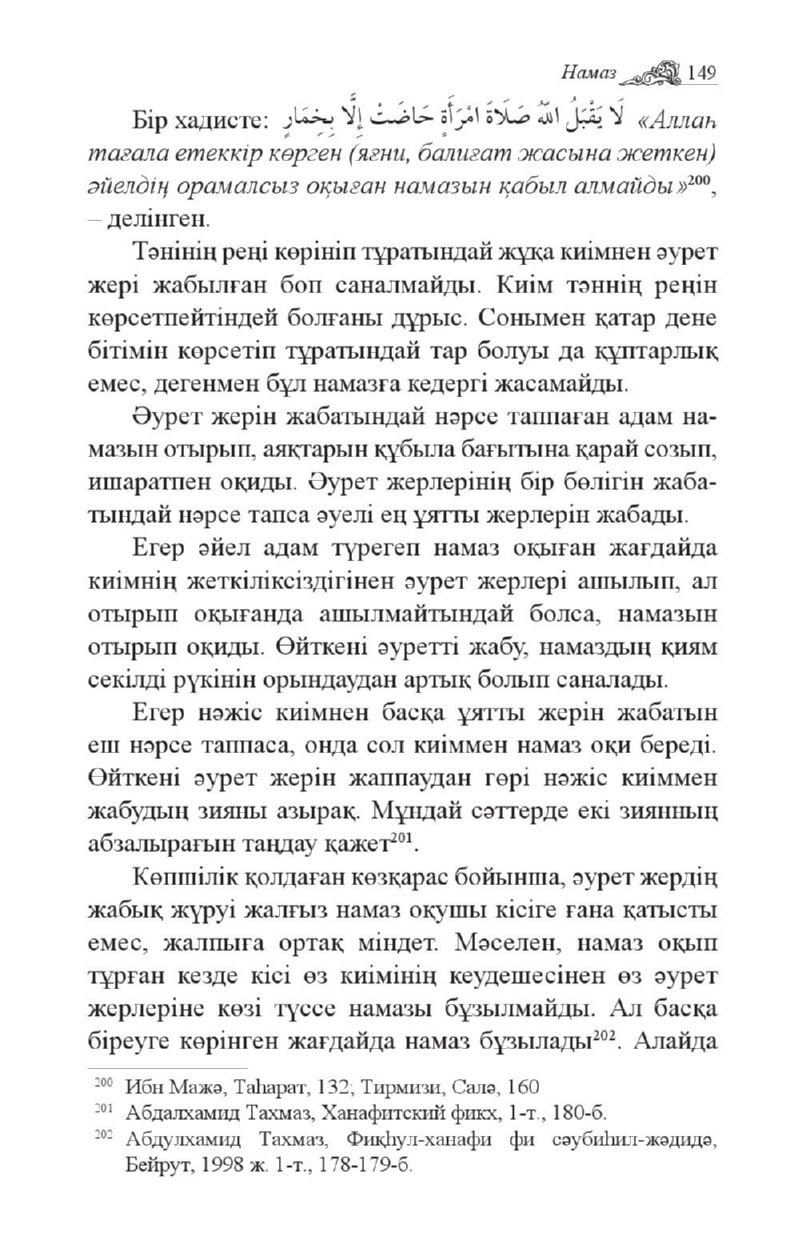 Намаз 149
Бір хадисте: لَا يَقْبَلُ اللهُ صَلَاةَ امْرَأَةٍ حَاضَتْ إِلَّا بِخِمَارٍ «Аллаһ
тағала етеккір көрген (яғни, балиғат жасына жеткен)
әйелдің орамалсыз оқыған намазын қабыл алмайды»²⁰⁰,
– делінген.
Тәнінің реңі көрініп тұратындай жұқа киімнен әурет
жері жабылған боп саналмайды. Киім тәннің реңін
көрсетпейтіндей болғаны дұрыс. Сонымен қатар дене
бітімін көрсетіп тұратындай тар болуы да құптарлық
емес, дегенмен бұл намазға кедергі жасамайды.
Әурет жерін жабатындай нәрсе таппаған адам на-
мазын отырып, аяқтарын құбыла бағытына қарай созып,
ишаратпен оқиды. Әурет жерлерінің бір бөлігін жаба-
тындай нәрсе тапса әуелі ең ұятты жерлерін жабады.
Егер әйел адам түрегеп намаз оқыған жағдайда
киімнің жеткіліксіздігінен әурет жерлері ашылып, ал
отырып оқығанда ашылмайтындай болса, намазын
отырып оқиды. Өйткені әуретті жабу, намаздың қиям
секілді рүкінін орындаудан артық болып саналады.
Егер нәжіс киімнен басқа ұятты жерін жабатын
еш нәрсе таппаса, онда сол киіммен намаз оқи береді.
Өйткені әурет жерін жаппаудан гөрі нәжіс киіммен
жабудың зияны азырақ. Мұндай сәттерде екі зиянның
абзалырағын таңдау қажет²⁰¹.
Көпшілік қолдаған көзқарас бойынша, әурет жердің
жабық жүруі жалғыз намаз оқушы кісіге ғана қатысты
емес, жалпыға ортақ міндет. Мәселен, намаз оқып
тұрған кезде кісі өз киімінің кеудешесінен өз әурет
жерлеріне көзі түссе намазы бұзылмайды. Ал басқа
біреуге көрінген жағдайда намаз бұзылады²⁰². Алайда
²⁰⁰ Ибн Мажә, Таһарат, 132; Тирмизи, Салә, 160
²⁰¹ Абдалхамид Тахмаз, Ханафитский фикх, 1-т., 180-б.
²⁰² Абдулхамид Тахмаз, Фиқһул-ханафи фи сәубиһил-жәдидә,
Бейрут, 1998 ж. 1-т., 178-179-б.